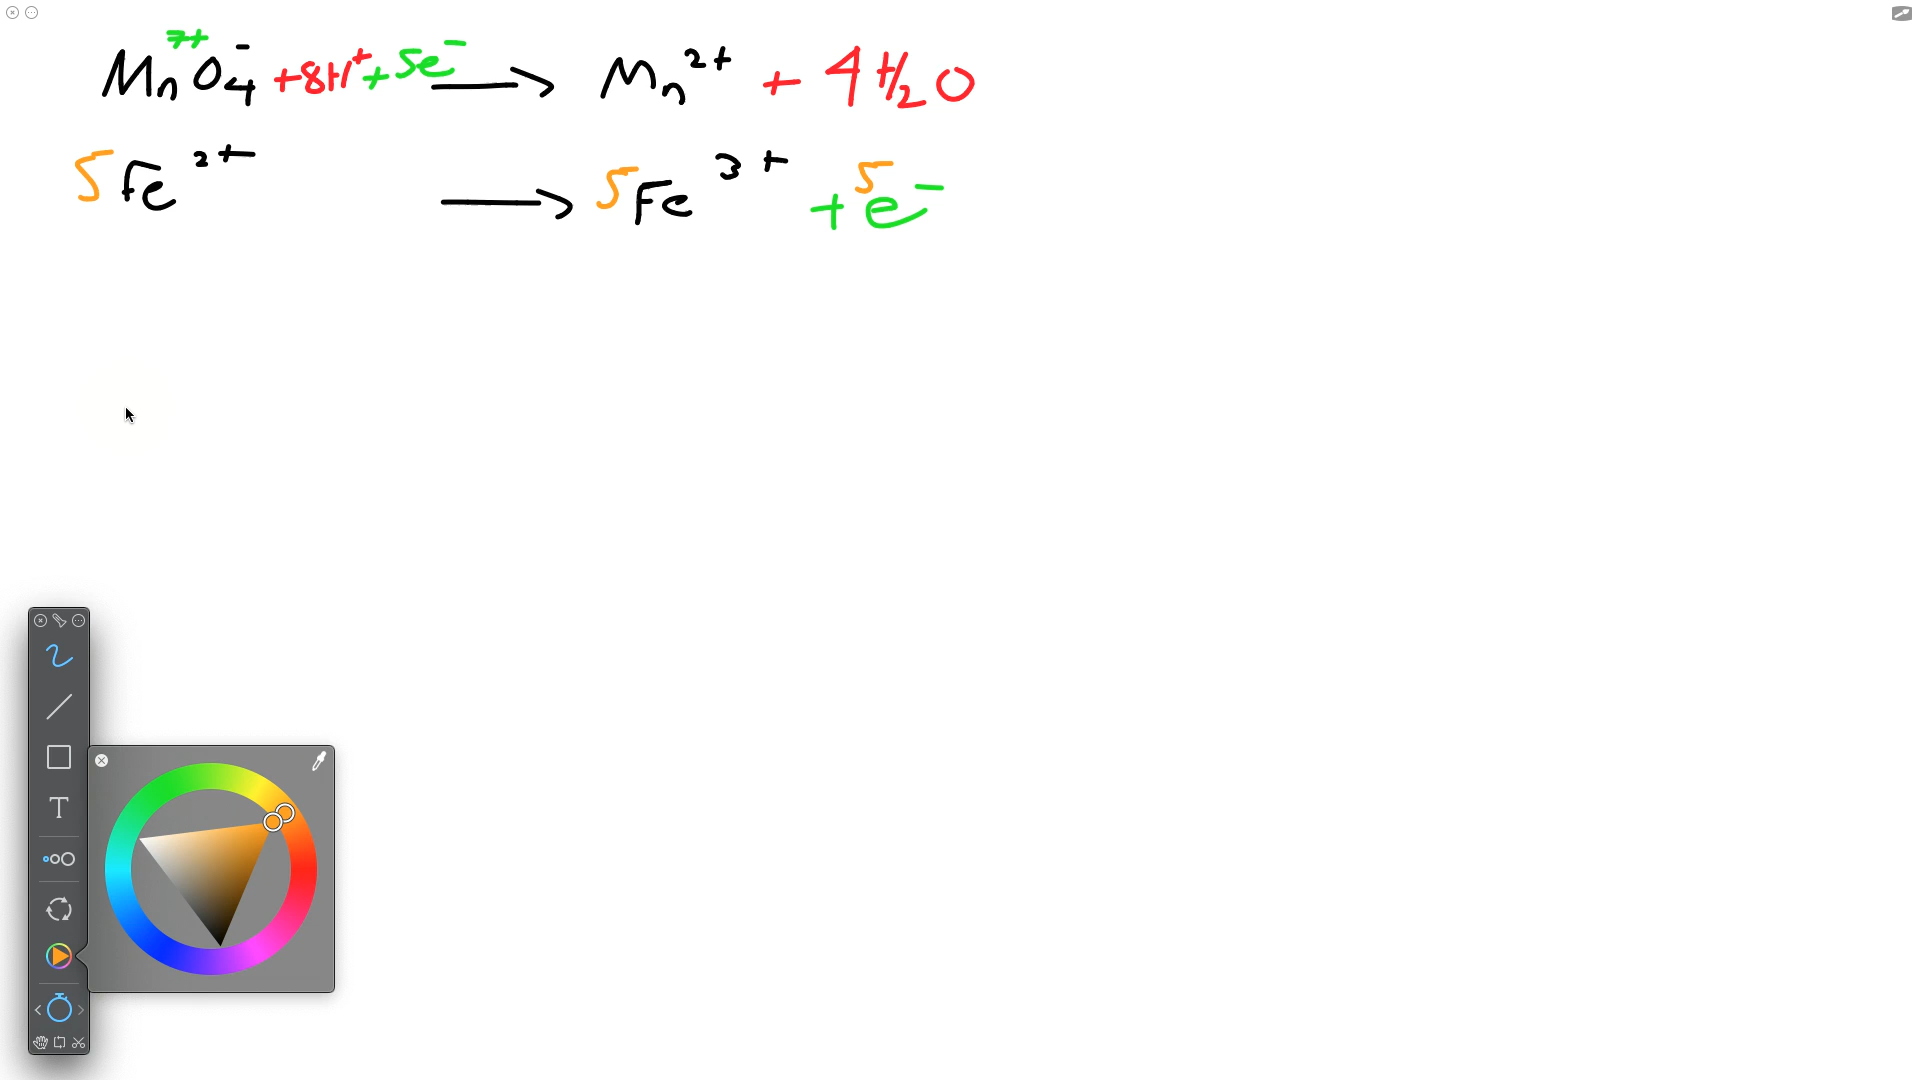 7+
MnO4⁻ +8H⁺ + 5e⁻ ⟶ Mn²⁺ + 4H₂O
5Fe²⁺ ⟶ 5Fe³⁺ + 5e⁻
T